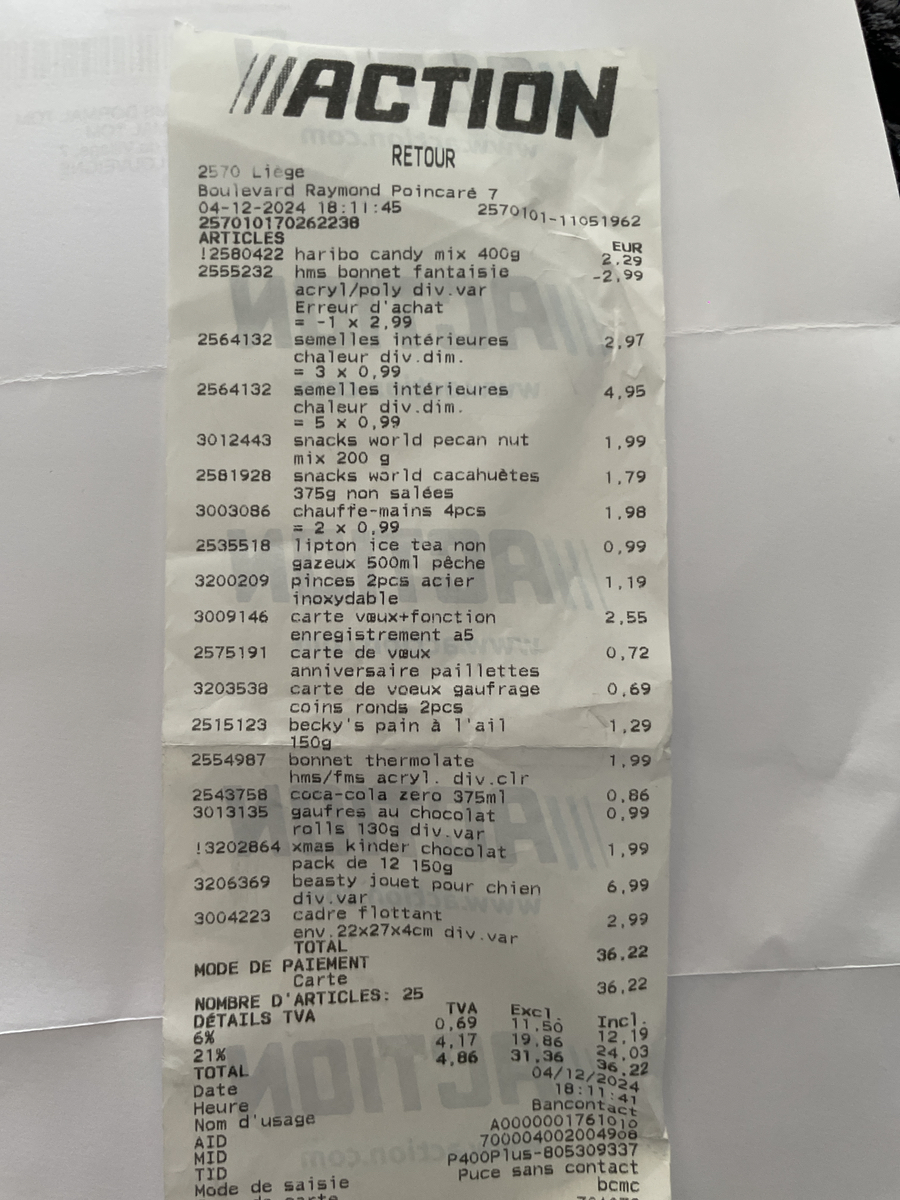 ACTION
RETOUR
2570 Liège
Boulevard Raymond Poincaré 7
04-12-2024 18:11:45 2570101-11051962
257010170262238
ARTICLES EUR
!2580422 haribo candy mix 400g 2,29
2555232 hms bonnet fantaisie -2,99
acryl/poly div.var
Erreur d'achat
= -1 x 2,99
2564132 semelles intérieures 2,97
chaleur div.dim.
= 3 x 0,99
2564132 semelles intérieures 4,95
chaleur div.dim.
= 5 x 0,99
3012443 snacks world pecan nut 1,99
mix 200 g
2581928 snacks world cacahuètes 1,79
375g non salées
3003086 chauffe-mains 4pcs 1,98
= 2 x 0,99
2535518 lipton ice tea non 0,99
gazeux 500ml pêche
3200209 pinces 2pcs acier 1,19
inoxydable
3009146 carte vœux+fonction 2,55
enregistrement a5
2575191 carte de vœux 0,72
anniversaire paillettes
3203538 carte de voeux gaufrage 0,69
coins ronds 2pcs
2515123 becky's pain à l'ail 1,29
150g
2554987 bonnet thermolate 1,99
hms/fms acryl. div.clr
2543758 coca-cola zero 375ml 0,86
3013135 gaufres au chocolat 0,99
rolls 130g div.var
!3202864 xmas kinder chocolat 1,99
pack de 12 150g
3206369 beasty jouet pour chien 6,99
div.var
3004223 cadre flottant 2,99
env.22x27x4cm div.var
TOTAL 36,22
MODE DE PAIEMENT
Carte 36,22
NOMBRE D'ARTICLES: 25
DÉTAILS TVA TVA Excl. Incl.
6% 0,69 11,50 12,19
21% 4,17 19,86 24,03
TOTAL 4,86 31,36 36,22
Date 04/12/2024
Heure 18:11:41
Nom d'usage Bancontact
AID A0000001761010
MID 700004002004908
TID P400Plus-805309337
Mode de saisie Puce sans contact
bcmc